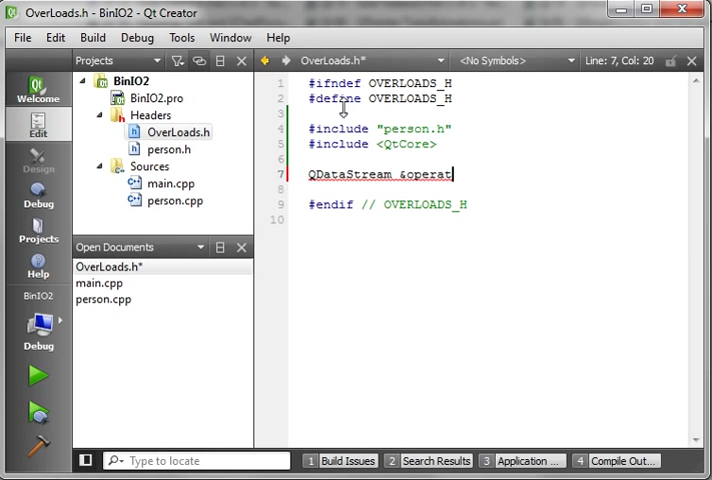 OverLoads.h - BinIO2 - Qt Creator
File Edit Build Debug Tools Window Help
Projects OverLoads.h* <No Symbols> Line: 7, Col: 20
Welcome
Edit
Design
Debug
Projects
Help
BinIO2
Debug
BinIO2
BinIO2.pro
Headers
OverLoads.h
person.h
Sources
main.cpp
person.cpp
Open Documents
OverLoads.h*
main.cpp
person.cpp
1 #ifndef OVERLOADS_H
2 #define OVERLOADS_H
3
4 #include "person.h"
5 #include <QtCore>
6
7 QDataStream &operat
8
9 #endif // OVERLOADS_H
10
Type to locate 1 Build Issues 2 Search Results 3 Application ... 4 Compile Out...